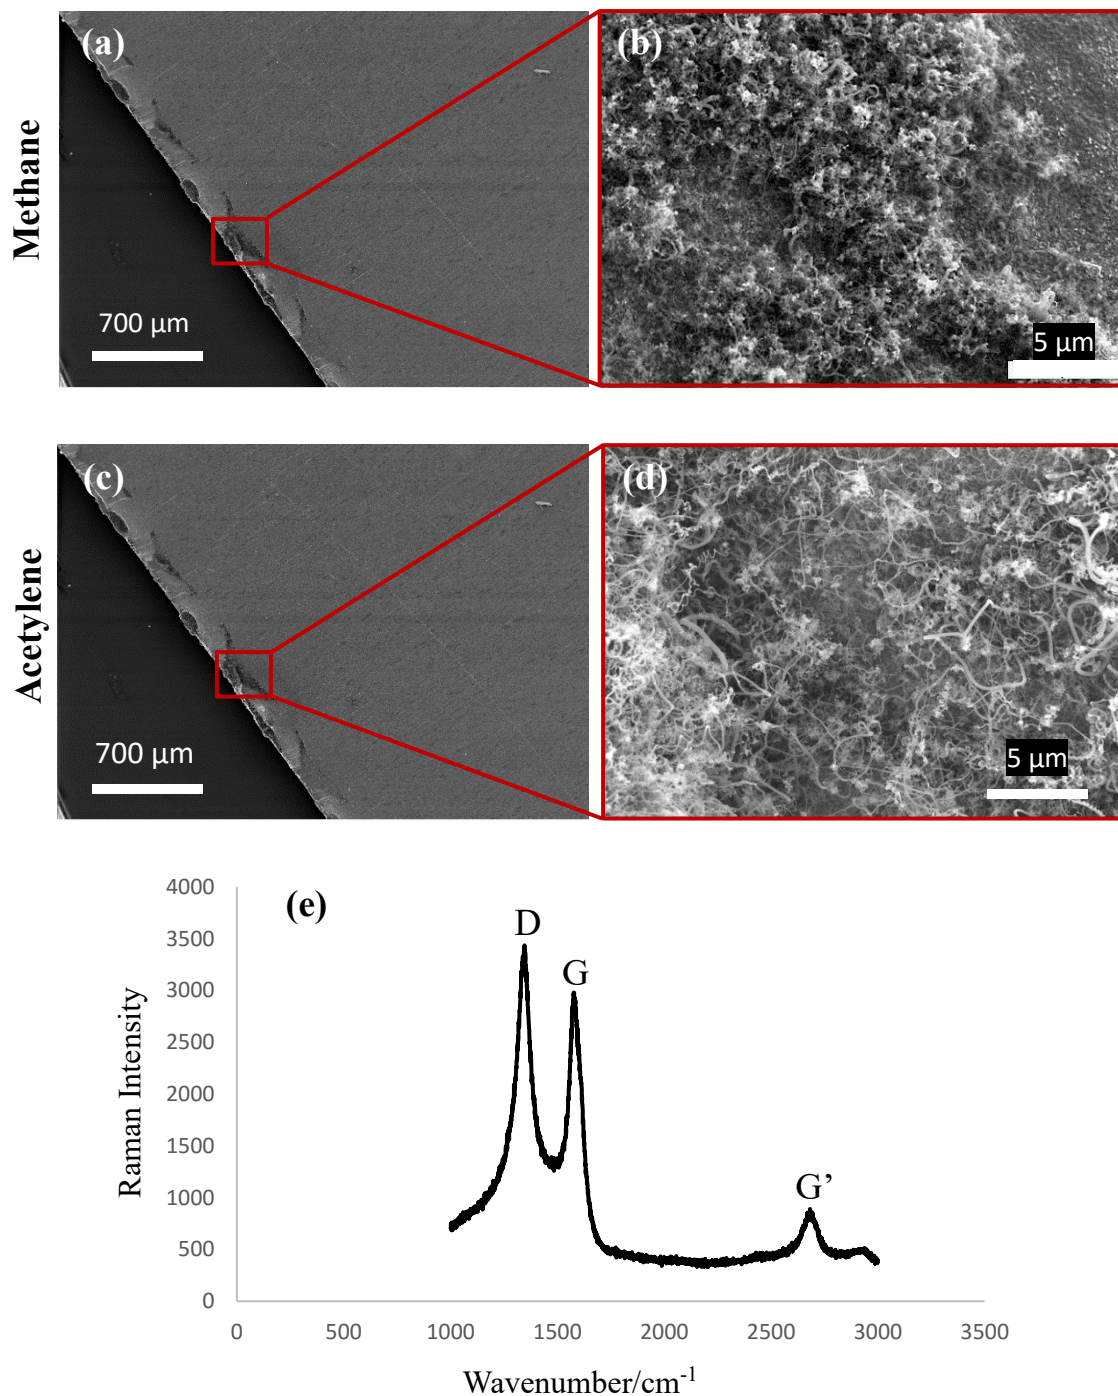 Methane
(a)
700 µm
(b)
5 µm
Acetylene
(c)
700 µm
(d)
5 µm
(e)
Raman Intensity
4000
3500
3000
2500
2000
1500
1000
500
0
D
G
G’
0 500 1000 1500 2000 2500 3000 3500
Wavenumber/cm⁻¹